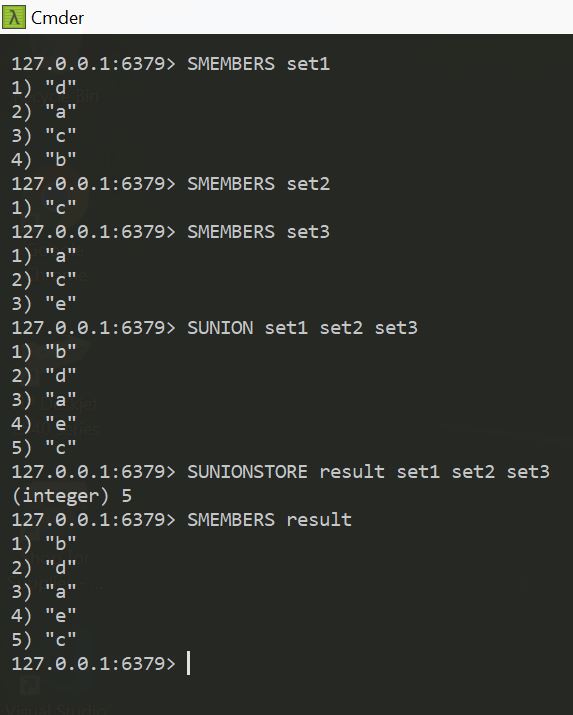 Cmder
127.0.0.1:6379> SMEMBERS set1
1) "d"
2) "a"
3) "c"
4) "b"
127.0.0.1:6379> SMEMBERS set2
1) "c"
127.0.0.1:6379> SMEMBERS set3
1) "a"
2) "c"
3) "e"
127.0.0.1:6379> SUNION set1 set2 set3
1) "b"
2) "d"
3) "a"
4) "e"
5) "c"
127.0.0.1:6379> SUNIONSTORE result set1 set2 set3
(integer) 5
127.0.0.1:6379> SMEMBERS result
1) "b"
2) "d"
3) "a"
4) "e"
5) "c"
127.0.0.1:6379>
Visual Studio